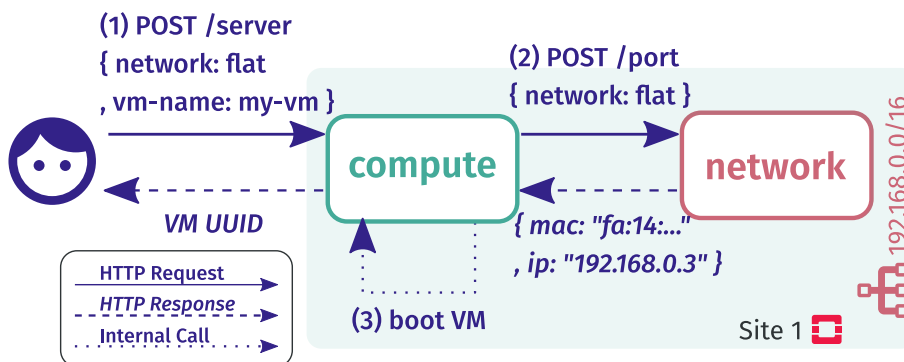 (1) POST /server
{ network: flat
, vm-name: my-vm }
(2) POST /port
{ network: flat }
compute
network
192.168.0.0/16
VM UUID
{ mac: "fa:14:..."
, ip: "192.168.0.3" }
(3) boot VM
HTTP Request
HTTP Response
Internal Call
Site 1